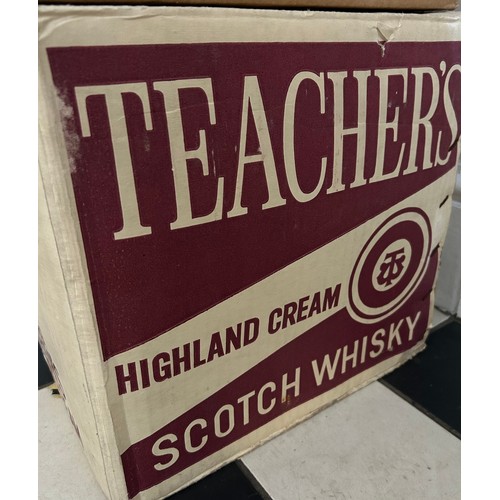 TEACHER'S
HIGHLAND CREAM
SCOTCH WHISKY